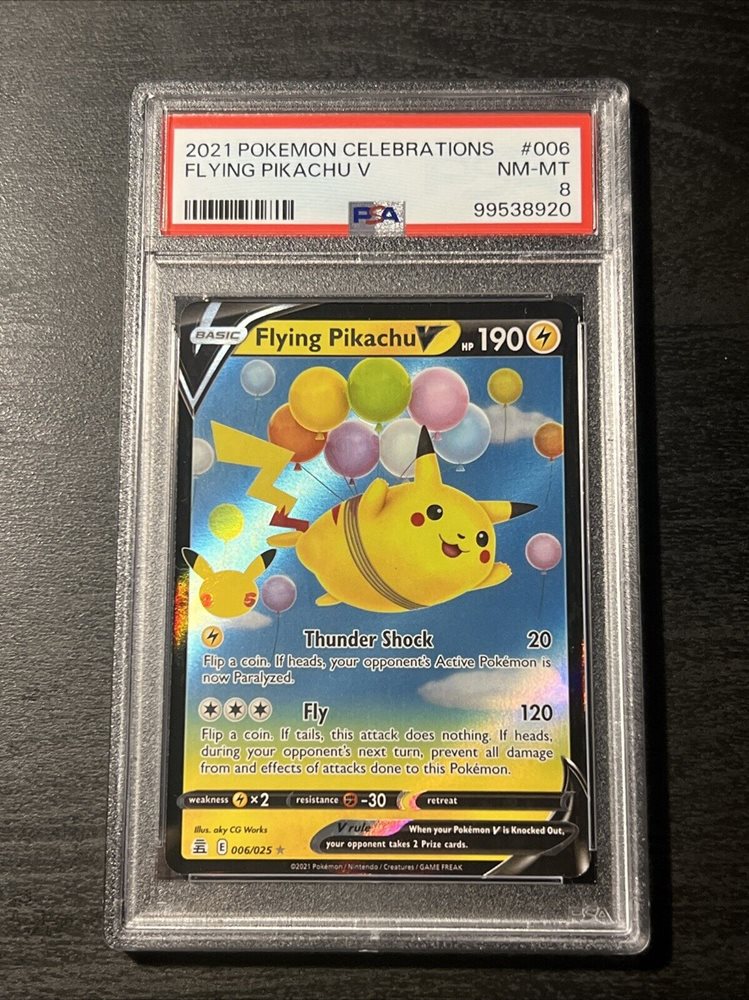 2021 POKEMON CELEBRATIONS #006
FLYING PIKACHU V NM-MT
8
PSA 99538920
BASIC Flying Pikachu V HP 190
25
Thunder Shock 20
Flip a coin. If heads, your opponent's Active Pokémon is
now Paralyzed.
Fly 120
Flip a coin. If tails, this attack does nothing. If heads,
during your opponent's next turn, prevent all damage
from and effects of attacks done to this Pokémon.
weakness ×2 resistance -30 retreat
Illus. aky CG Works
V rule When your Pokémon V is Knocked Out,
your opponent takes 2 Prize cards.
E 006/025
©2021 Pokémon / Nintendo / Creatures / GAME FREAK
PSA